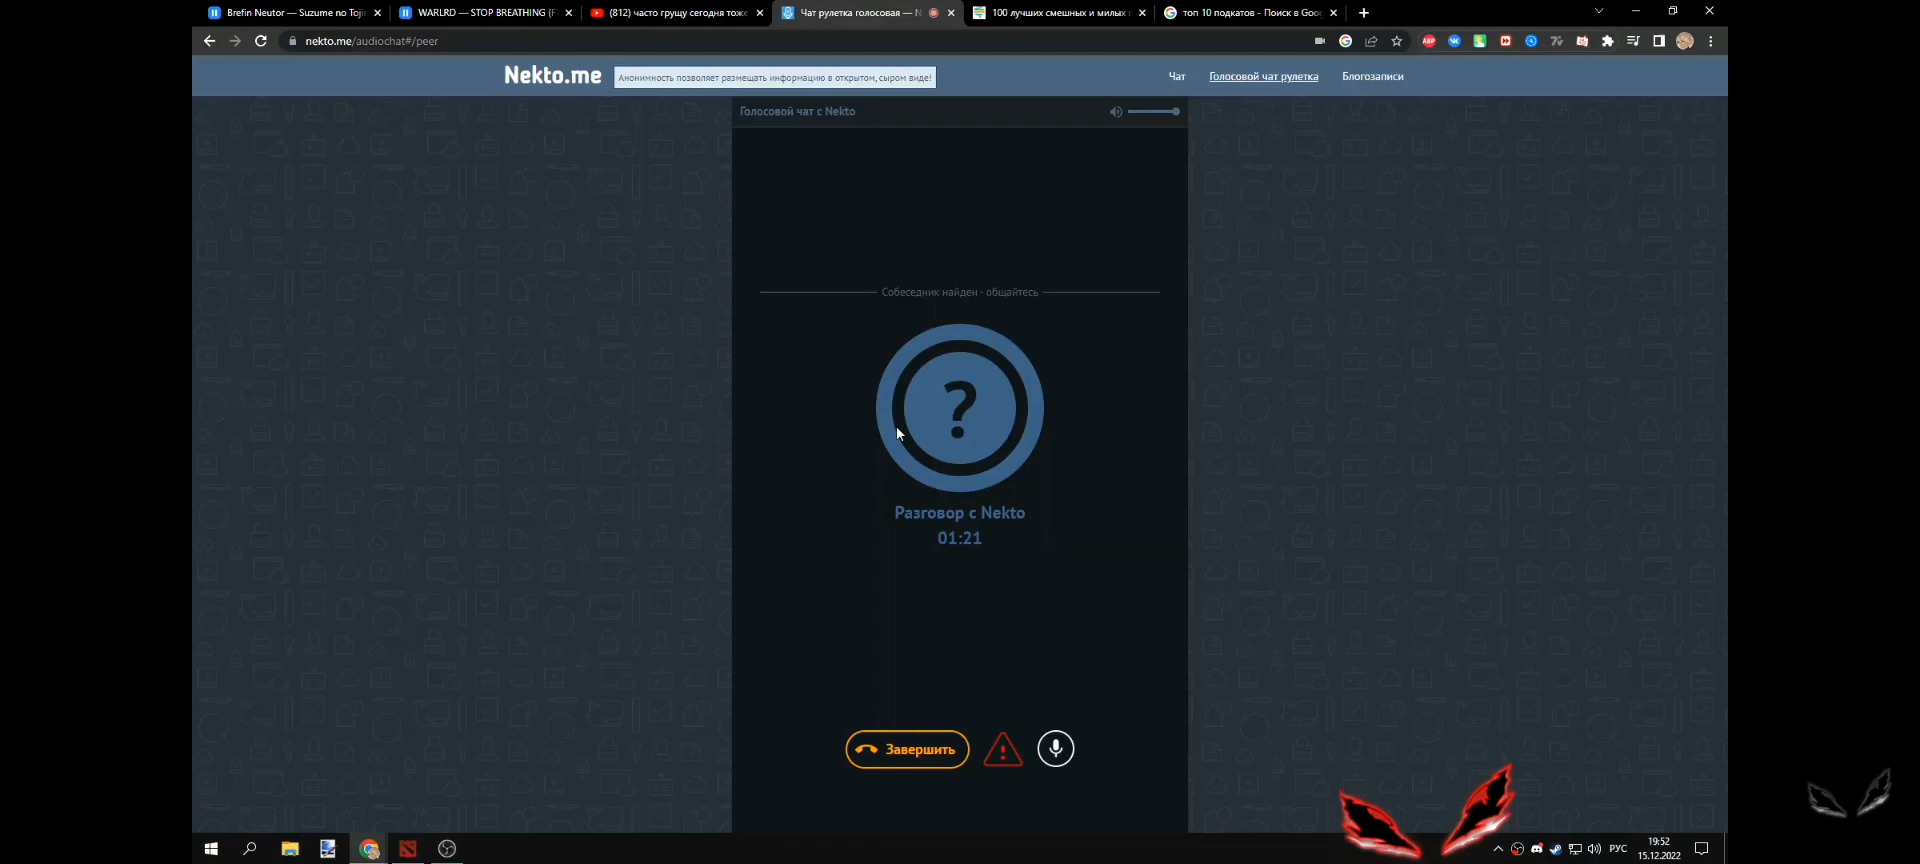 Brefin Neutor — Suzume no Toji
WARLRD — STOP BREATHING (F
(812) часто грущу сегодня тоже
Чат рулетка голосовая — N
100 лучших смешных и милых
топ 10 подкатов - Поиск в Goo
nekto.me/audiochat#/peer
ABP
Nekto.me
Анонимность позволяет размещать информацию в открытом, сыром виде!
Чат
Голосовой чат рулетка
Блогозаписи
Голосовой чат с Nekto
Собеседник найден - общайтесь
?
Разговор с Nekto
01:21
Завершить
РУС
19:52
15.12.2022